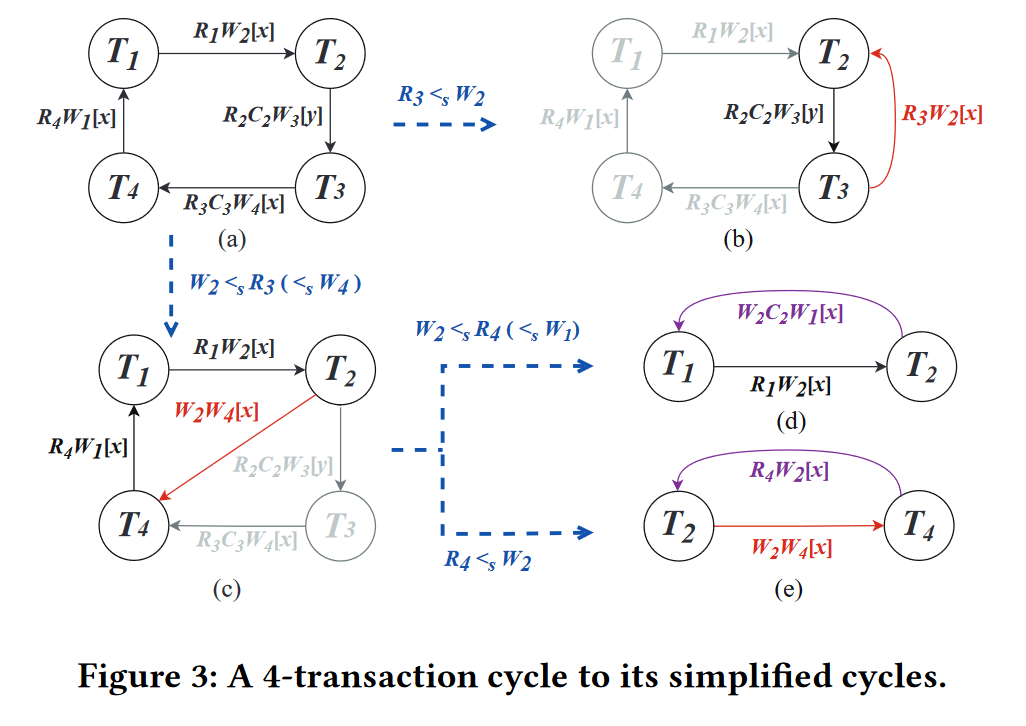 T1
R1W2[x]
T2
R4W1[x]
R2C2W3[y]
T4
R3C3W4[x]
T3
(a)
R3 <s W2
T1
R1W2[x]
T2
R4W1[x]
R2C2W3[y]
R3W2[x]
T4
R3C3W4[x]
T3
(b)
W2 <s R3 ( <s W4 )
T1
R1W2[x]
T2
W2W4[x]
R4W1[x]
R2C2W3[y]
T4
R3C3W4[x]
T3
(c)
W2 <s R4 ( <s W1)
R4 <s W2
W2C2W1[x]
T1
R1W2[x]
T2
(d)
R4W2[x]
T2
W2W4[x]
T4
(e)
Figure 3: A 4-transaction cycle to its simplified cycles.